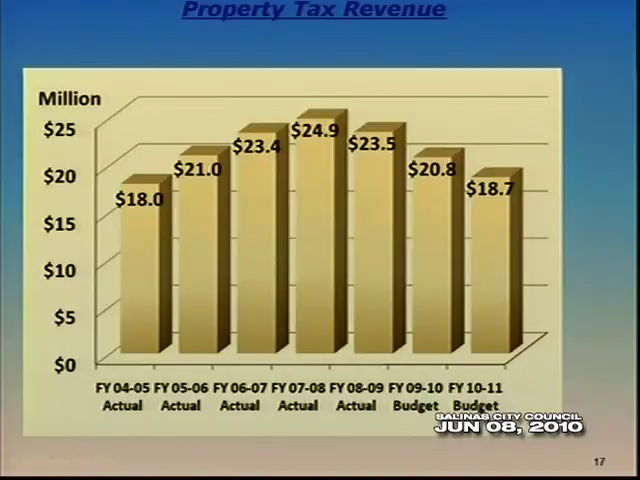 Property Tax Revenue
Million
$25
$20
$15
$10
$5
$0
$18.0
$21.0
$23.4
$24.9
$23.5
$20.8
$18.7
FY 04-05 FY 05-06 FY 06-07 FY 07-08 FY 08-09 FY 09-10 FY 10-11
Actual Actual Actual Actual Actual Budget Budget
SALINAS CITY COUNCIL
JUN 08, 2010
17